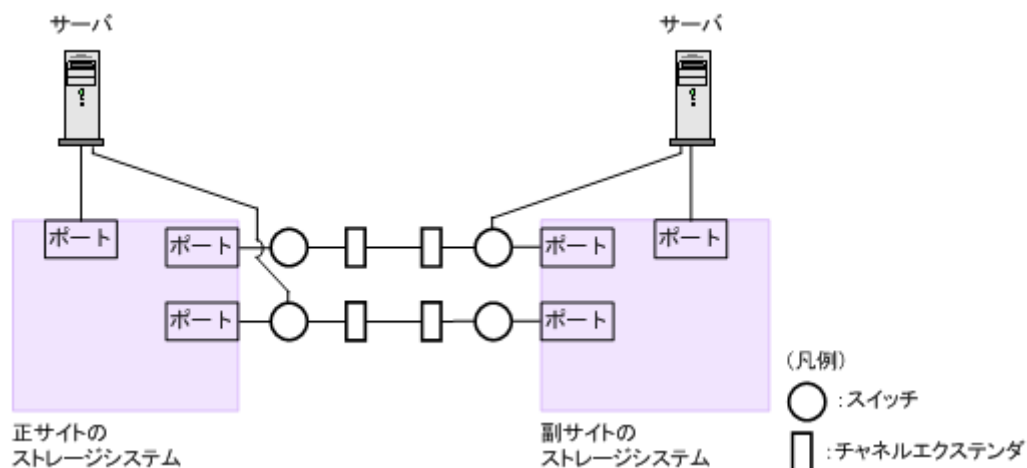 サーバ
サーバ
ポート
ポート
ポート
ポート
ポート
ポート
正サイトの
ストレージシステム
副サイトの
ストレージシステム
(凡例)
:スイッチ
:チャネルエクステンダ